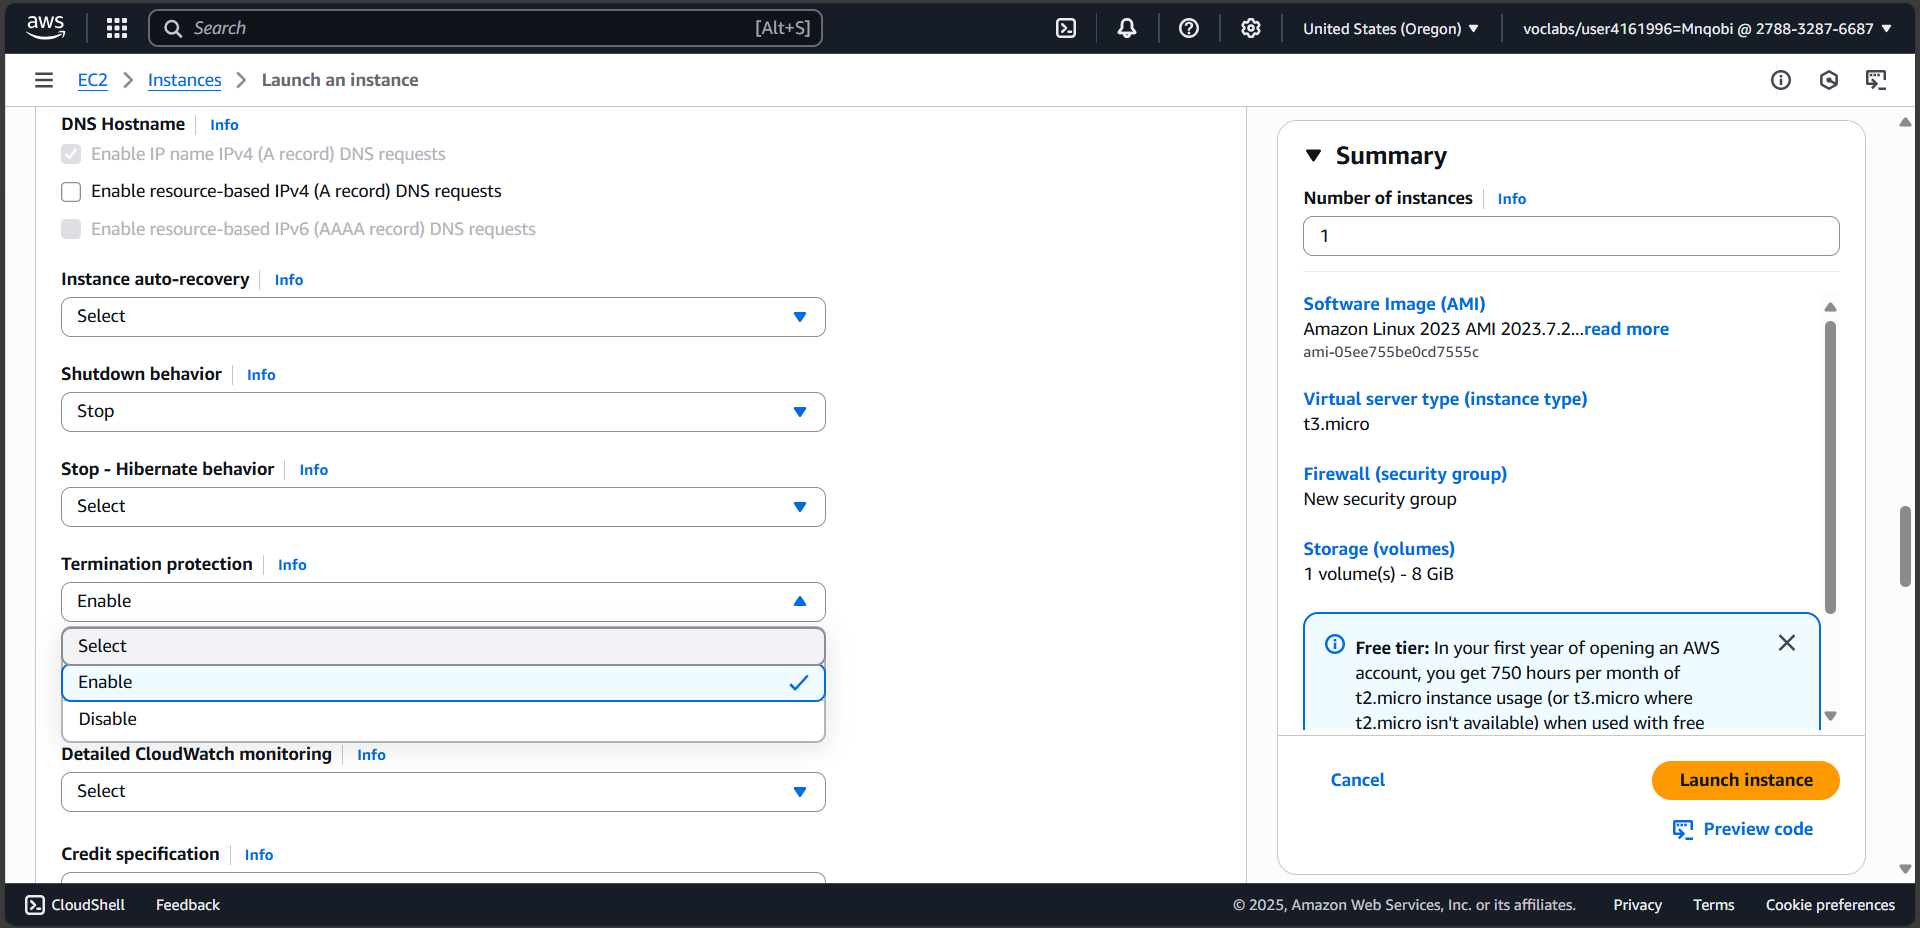 aws
Search
[Alt+S]
United States (Oregon)
voclabs/user4161996=Mnqobi @ 2788-3287-6687
EC2
Instances
Launch an instance
DNS Hostname
Info
Enable IP name IPv4 (A record) DNS requests
Enable resource-based IPv4 (A record) DNS requests
Enable resource-based IPv6 (AAAA record) DNS requests
Instance auto-recovery
Info
Select
Shutdown behavior
Info
Stop
Stop - Hibernate behavior
Info
Select
Termination protection
Info
Enable
Select
Enable
Disable
Detailed CloudWatch monitoring
Info
Select
Credit specification
Info
Summary
Number of instances
Info
1
Software Image (AMI)
Amazon Linux 2023 AMI 2023.7.2...read more
ami-05ee755be0cd7555c
Virtual server type (instance type)
t3.micro
Firewall (security group)
New security group
Storage (volumes)
1 volume(s) - 8 GiB
Free tier: In your first year of opening an AWS
account, you get 750 hours per month of
t2.micro instance usage (or t3.micro where
t2.micro isn't available) when used with free
Cancel
Launch instance
Preview code
CloudShell
Feedback
© 2025, Amazon Web Services, Inc. or its affiliates.
Privacy
Terms
Cookie preferences